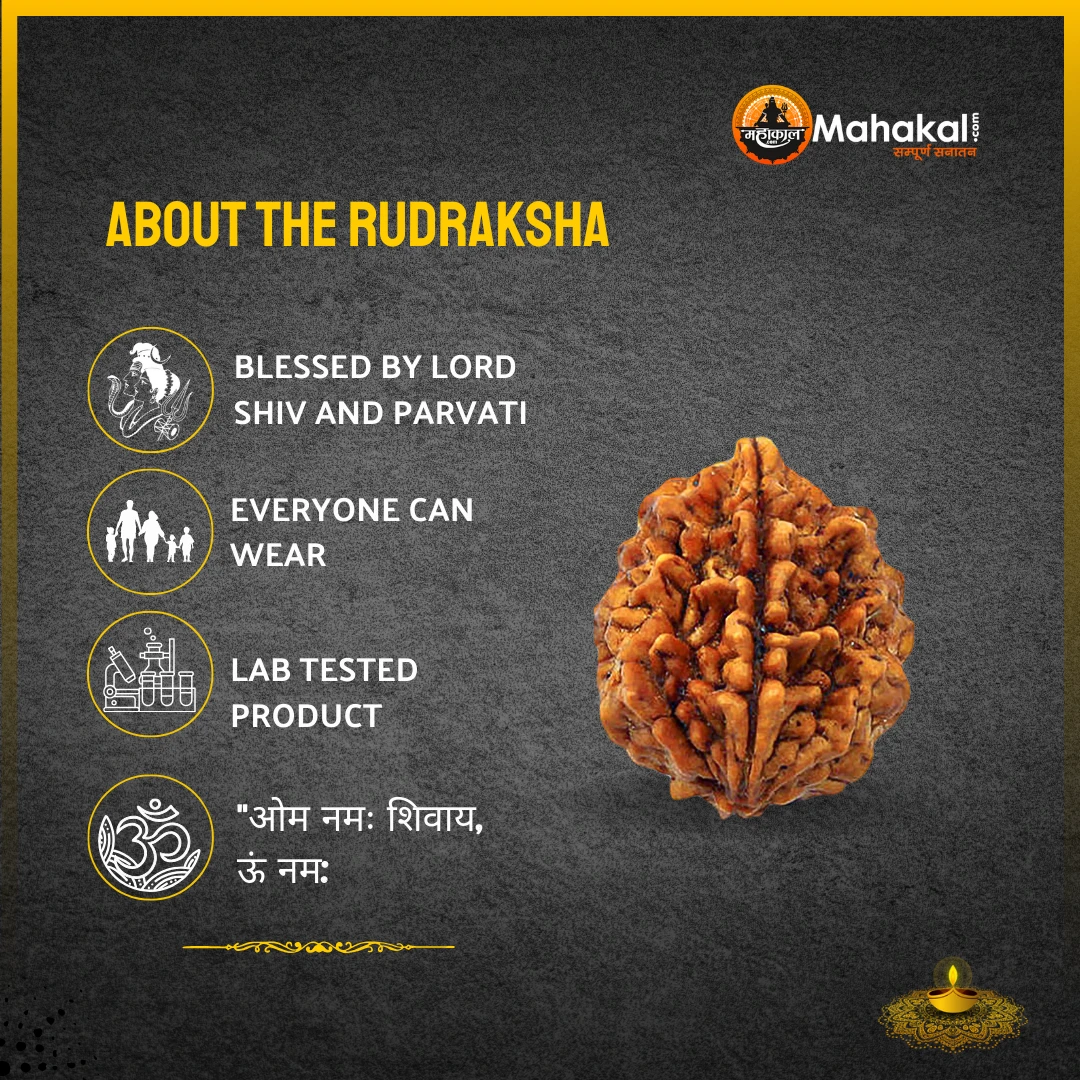 महाकाल
.com
Mahakal.com
सम्पूर्ण सनातन
ABOUT THE RUDRAKSHA
BLESSED BY LORD
SHIV AND PARVATI
EVERYONE CAN
WEAR
LAB TESTED
PRODUCT
"ओम नमः शिवाय,
ऊं नम: